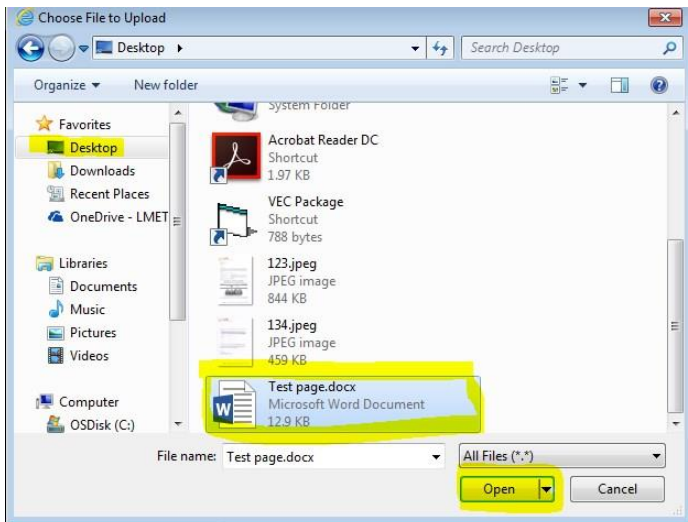 Choose File to Upload
Desktop
Search Desktop
Organize
New folder
Favorites
Desktop
Downloads
Recent Places
OneDrive - LMET
Libraries
Documents
Music
Pictures
Videos
Computer
OSDisk (C:)
System Folder
Acrobat Reader DC
Shortcut
1.97 KB
VEC Package
Shortcut
788 bytes
123.jpeg
JPEG image
844 KB
134.jpeg
JPEG image
459 KB
Test page.docx
Microsoft Word Document
12.9 KB
File name: Test page.docx
All Files (*.*)
Open
Cancel